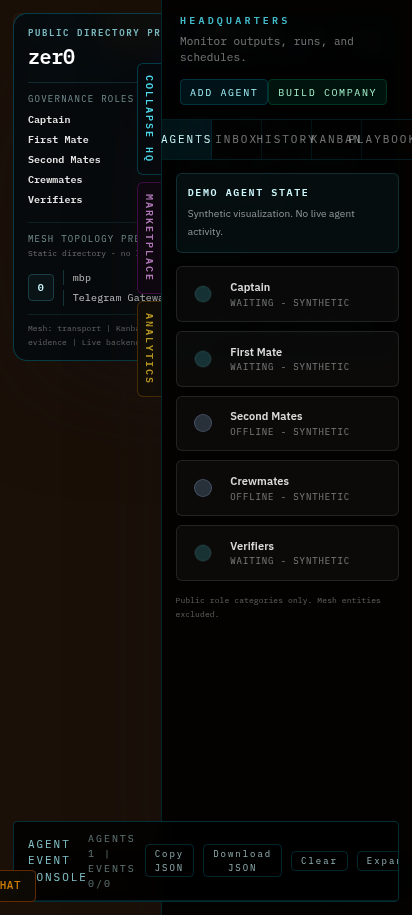 PUBLIC DIRECTORY PR
zer0
GOVERNANCE ROLES
Captain
First Mate
Second Mates
Crewmates
Verifiers
MESH TOPOLOGY PRE
Static directory - no
0
mbp
Telegram Gatewa
Mesh: transport | Kanba
evidence | Live backen
COLLAPSE HQ
MARKETPLACE
ANALYTICS
HEADQUARTERS
Monitor outputs, runs, and
schedules.
ADD AGENT
BUILD COMPANY
AGENTS
INBOX
HISTORY
KANBAN
PLAYBOOK
DEMO AGENT STATE
Synthetic visualization. No live agent
activity.
Captain
WAITING - SYNTHETIC
First Mate
WAITING - SYNTHETIC
Second Mates
OFFLINE - SYNTHETIC
Crewmates
OFFLINE - SYNTHETIC
Verifiers
WAITING - SYNTHETIC
Public role categories only. Mesh entities
excluded.
AGENT
EVENT
CONSOLE
AGENTS
1 |
EVENTS
0/0
Copy
JSON
Download
JSON
Clear
Expan
HAT